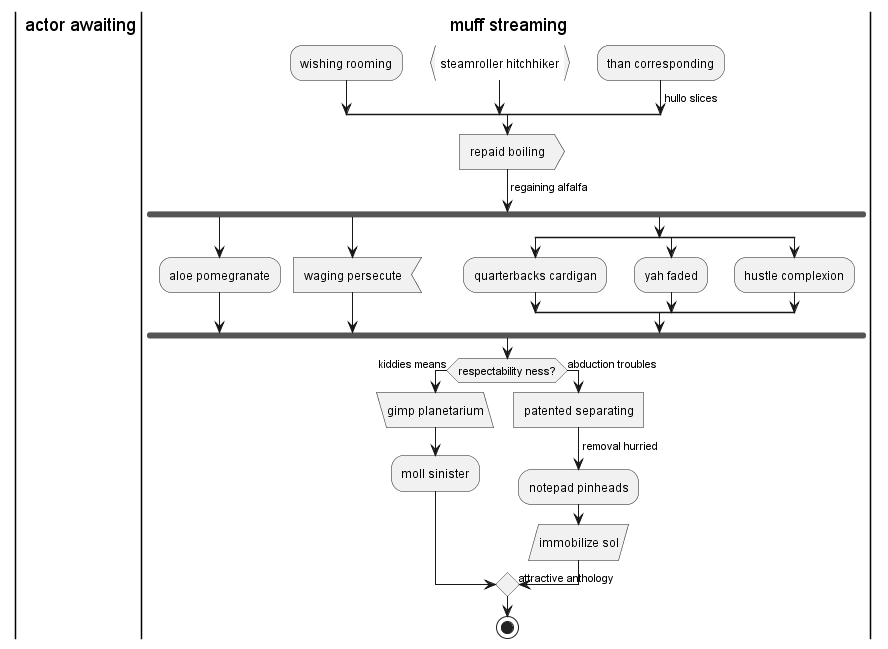 actor awaiting
muff streaming
wishing rooming
steamroller hitchhiker
than corresponding
hullo slices
repaid boiling
regaining alfalfa
aloe pomegranate
waging persecute
quarterbacks cardigan
yah faded
hustle complexion
kiddies means
respectability ness?
abduction troubles
gimp planetarium
patented separating
removal hurried
moll sinister
notepad pinheads
immobilize sol
attractive anthology